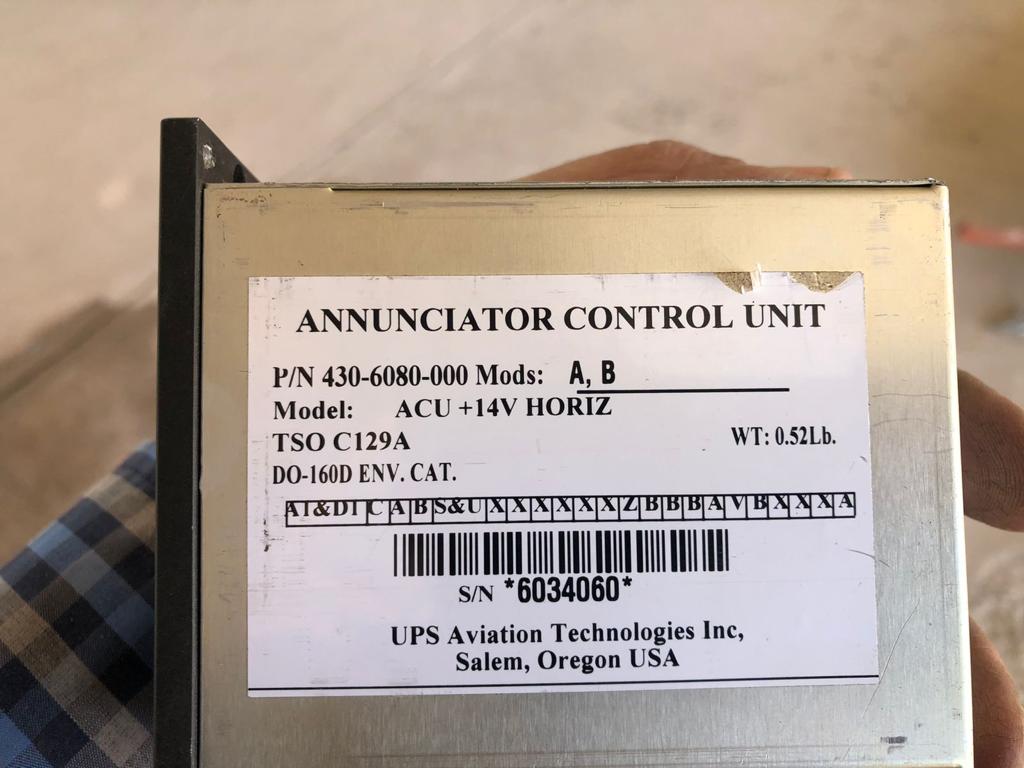 ANNUNCIATOR CONTROL UNIT
P/N 430-6080-000 Mods: A, B
Model: ACU +14V HORIZ
TSO C129A WT: 0.52Lb.
DO-160D ENV. CAT.
A1&D1 C A B S&U X X X X X X Z B B B A V B X X X A
S/N *6034060*
UPS Aviation Technologies Inc,
Salem, Oregon USA